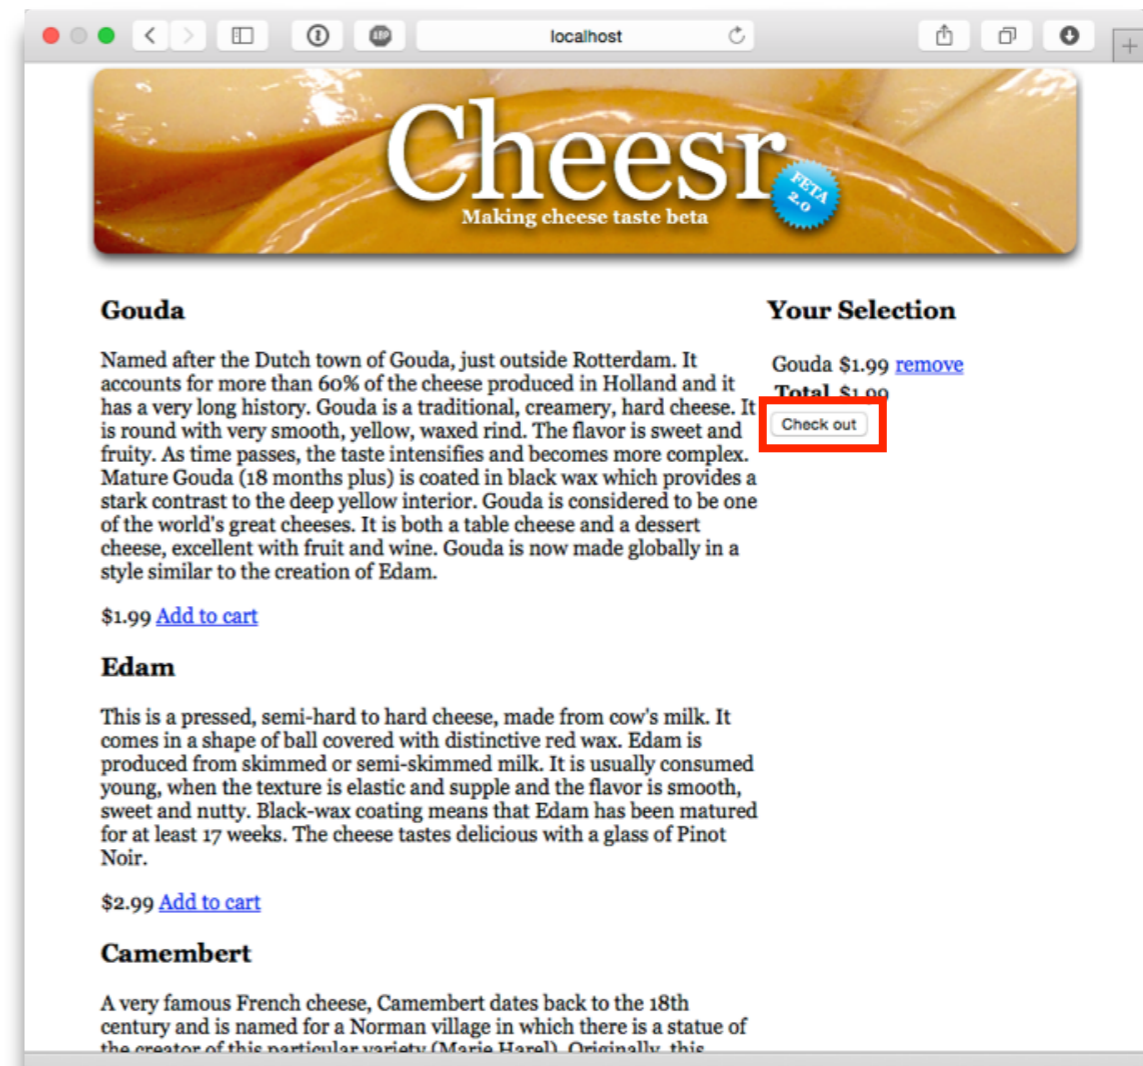 localhost
Cheesr
FETA
2.0
Making cheese taste beta
Gouda
Named after the Dutch town of Gouda, just outside Rotterdam. It
accounts for more than 60% of the cheese produced in Holland and it
has a very long history. Gouda is a traditional, creamery, hard cheese. It
is round with very smooth, yellow, waxed rind. The flavor is sweet and
fruity. As time passes, the taste intensifies and becomes more complex.
Mature Gouda (18 months plus) is coated in black wax which provides a
stark contrast to the deep yellow interior. Gouda is considered to be one
of the world's great cheeses. It is both a table cheese and a dessert
cheese, excellent with fruit and wine. Gouda is now made globally in a
style similar to the creation of Edam.
$1.99 Add to cart
Edam
This is a pressed, semi-hard to hard cheese, made from cow's milk. It
comes in a shape of ball covered with distinctive red wax. Edam is
produced from skimmed or semi-skimmed milk. It is usually consumed
young, when the texture is elastic and supple and the flavor is smooth,
sweet and nutty. Black-wax coating means that Edam has been matured
for at least 17 weeks. The cheese tastes delicious with a glass of Pinot
Noir.
$2.99 Add to cart
Camembert
A very famous French cheese, Camembert dates back to the 18th
century and is named for a Norman village in which there is a statue of
the creator of this particular variety (Marie Harel). Originally, this
Your Selection
Gouda $1.99 remove
Total $1.99
Check out